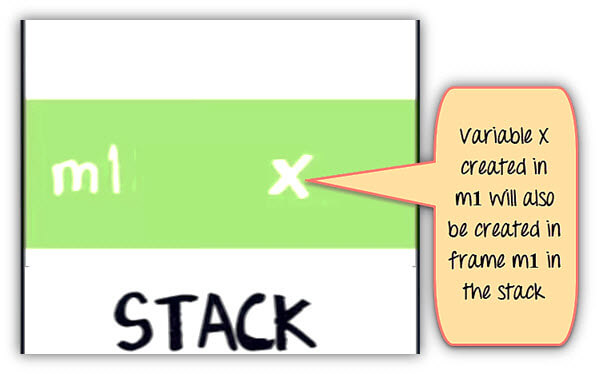 m1 X
Variable X
created in
m1 will also
be created in
frame m1 in
the stack
STACK